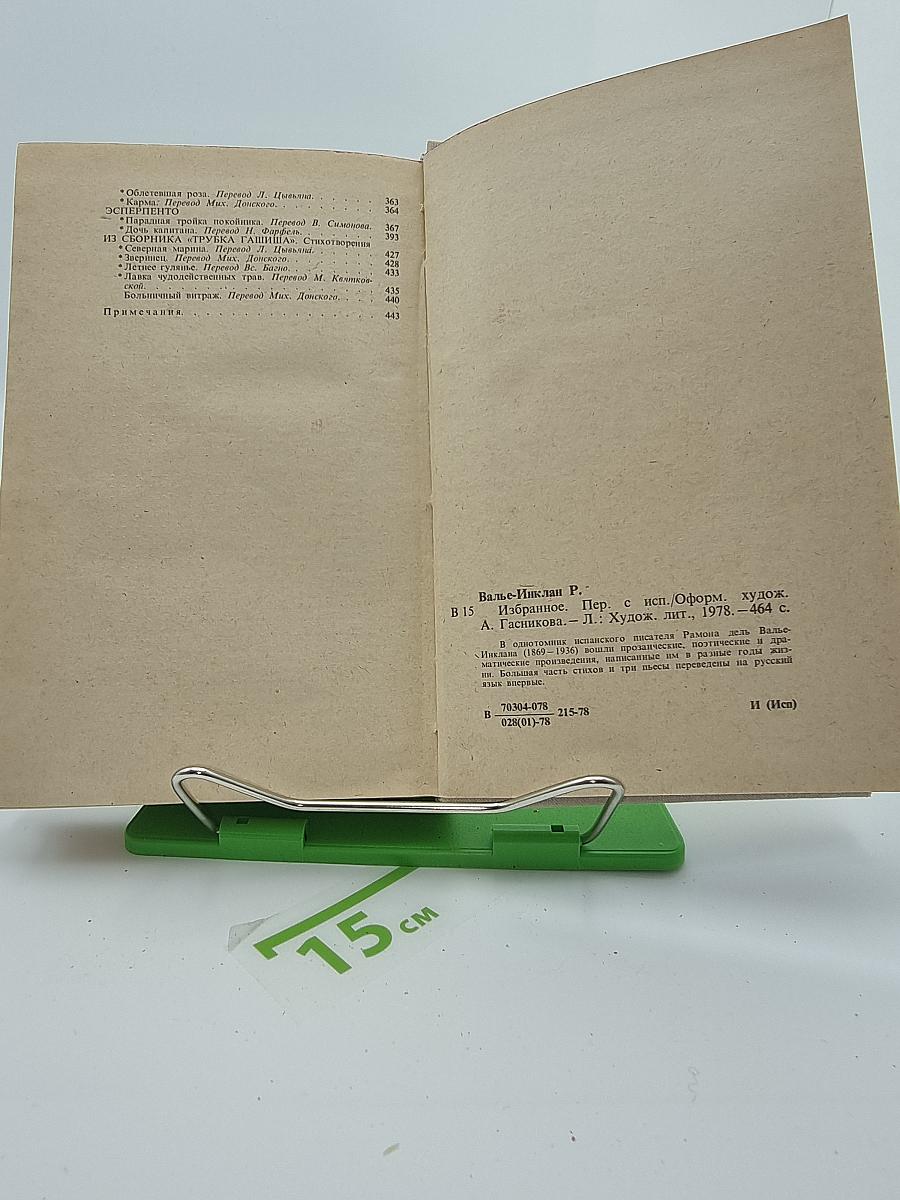 *Облетевшая роза. Перевод Л. Цывьяна. . . . . . . 363
*Карма. Перевод Мих. Донского. . . . . . . . . . 364
ЭСПЕРПЕНТО
*Парадная тройка покойника. Перевод В. Симонова. 367
*Дочь капитана. Перевод Н. Фарфель. . . . . . . . 393
ИЗ СБОРНИКА «ТРУБКА ГАШИША». Стихотворения
*Северная марина. Перевод Л. Цывьяна. . . . . . . 427
*Зверинец. Перевод Мих. Донского. . . . . . . . . 428
*Летнее гулянье. Перевод Вс. Багно. . . . . . . . 433
*Лавка чудодейственных трав. Перевод М. Квятков-
ской. . . . . . . . . . . . . . . . . . . . . . 435
Больничный витраж. Перевод Мих. Донского. . . . . 440
Примечания. . . . . . . . . . . . . . . . . . . 443
Валье-Инклан Р.
В 15 Избранное. Пер. с исп./Оформ. худож.
А. Гасникова.— Л.: Худож. лит., 1978.—464 с.
В однотомник испанского писателя Рамона дель Валье-
Инклана (1869—1936) вошли прозаические, поэтические и дра-
матические произведения, написанные им в разные годы жиз-
ни. Большая часть стихов и три пьесы переведены на русский
язык впервые.
В 70304-078 215-78 И (Исп)
028(01)-78
15 см